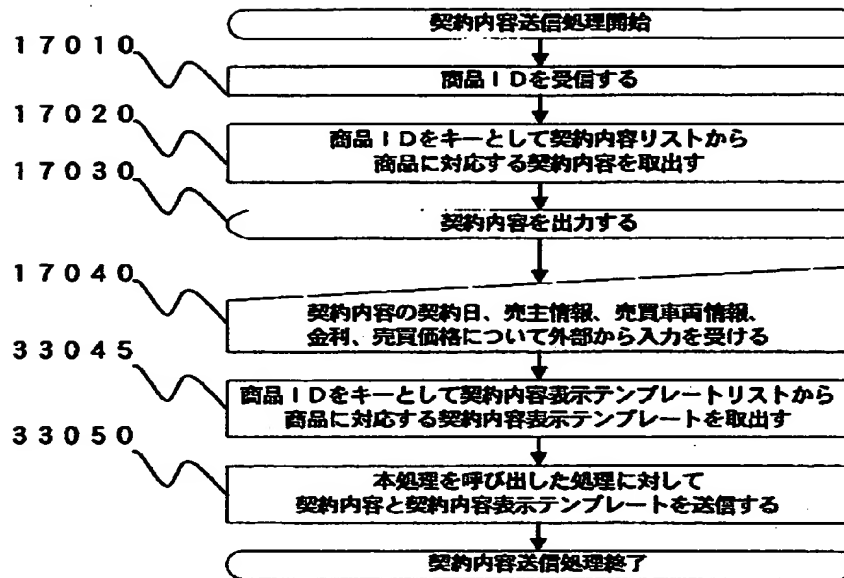 契約内容送信処理開始
17010
商品IDを受信する
17020
商品IDをキーとして契約内容リストから
商品に対応する契約内容を取出す
17030
契約内容を出力する
17040
契約内容の契約日、売主情報、売買車両情報、
金利、売買価格について外部から入力を受ける
33045
商品IDをキーとして契約内容表示テンプレートリストから
商品に対応する契約内容表示テンプレートを取出す
33050
本処理を呼び出した処理に対して
契約内容と契約内容表示テンプレートを送信する
契約内容送信処理終了